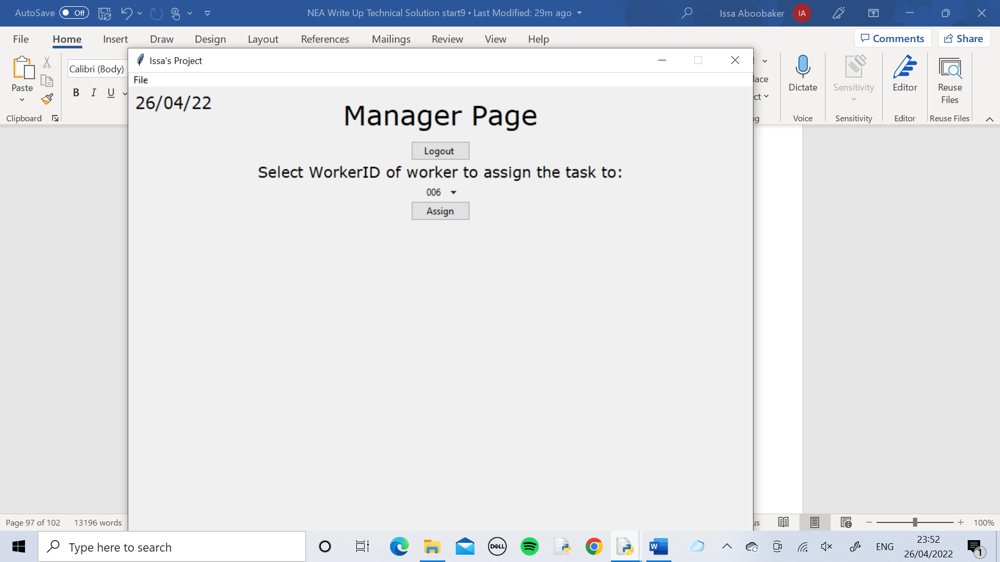 AutoSave Off NEA Write Up Technical Solution start9 • Last Modified: 29m ago Issa Aboobaker IA
File Home Insert Draw Design Layout References Mailings Review View Help Comments Share
Issa's Project
File
26/04/22
Manager Page
Logout
Select WorkerID of worker to assign the task to:
006
Assign
Calibri (Body)
Paste
B I U
Clipboard
lace
ct
Dictate
Sensitivity
Editor
Reuse
Files
Voice Sensitivity Editor Reuse Files
Page 97 of 102 13196 words
100%
Type here to search
DELL
W
ENG
23:52
26/04/2022
1